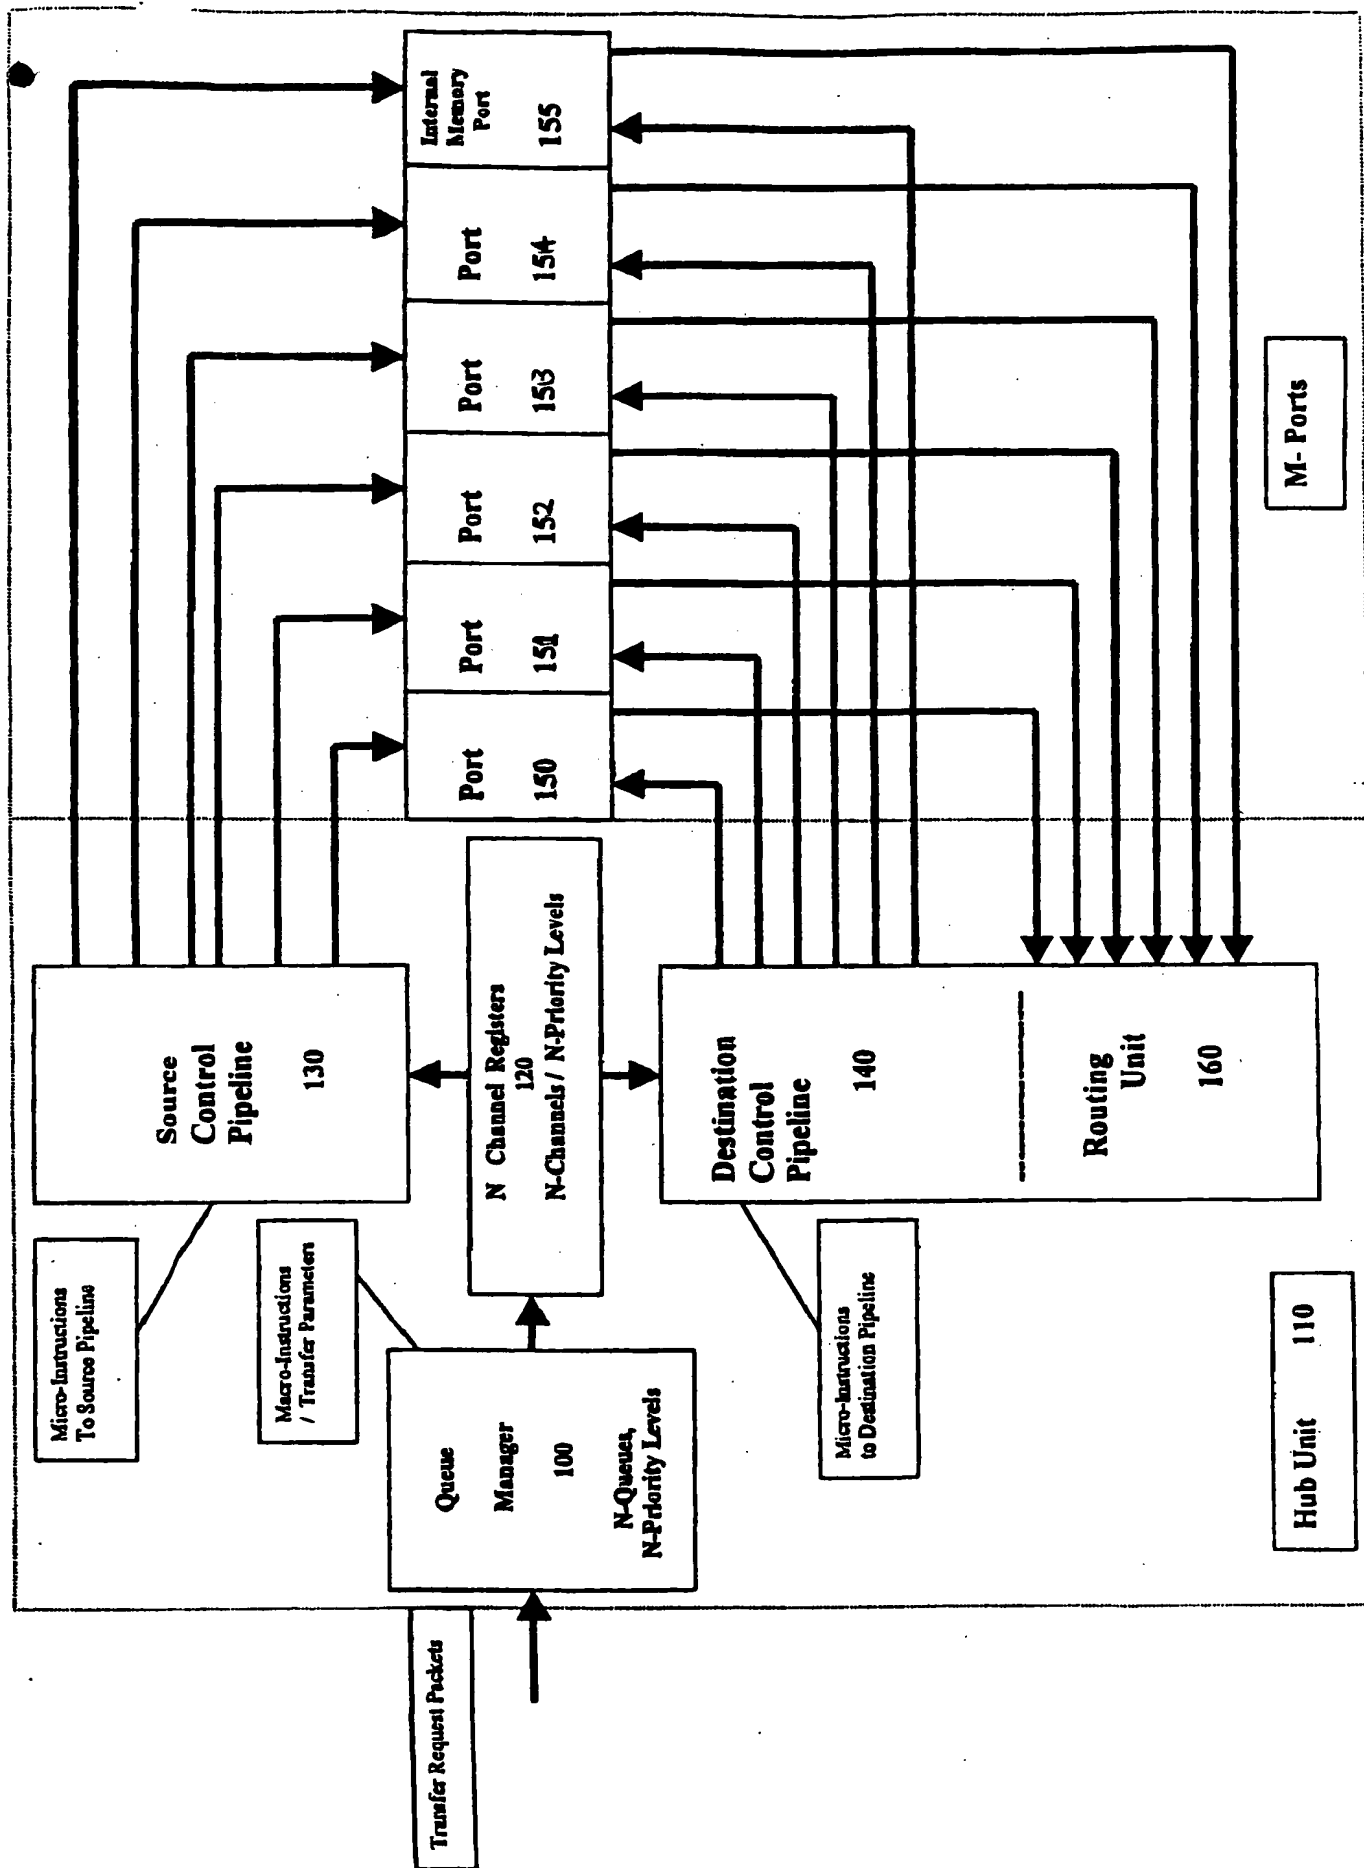 Transfer Request Packets
Queue
Manager
100
N-Queues,
N-Priority Levels
Macro-Instructions
/ Transfer Parameters
Micro-Instructions
To Source Pipeline
Source
Control
Pipeline
130
N Channel Registers
120
N-Channels / N-Priority Levels
Micro-Instructions
to Destination Pipeline
Destination
Control
Pipeline
140
Routing
Unit
160
Hub Unit 110
Port
150
Port
151
Port
152
Port
153
Port
154
Internal
Memory
Port
155
M- Ports